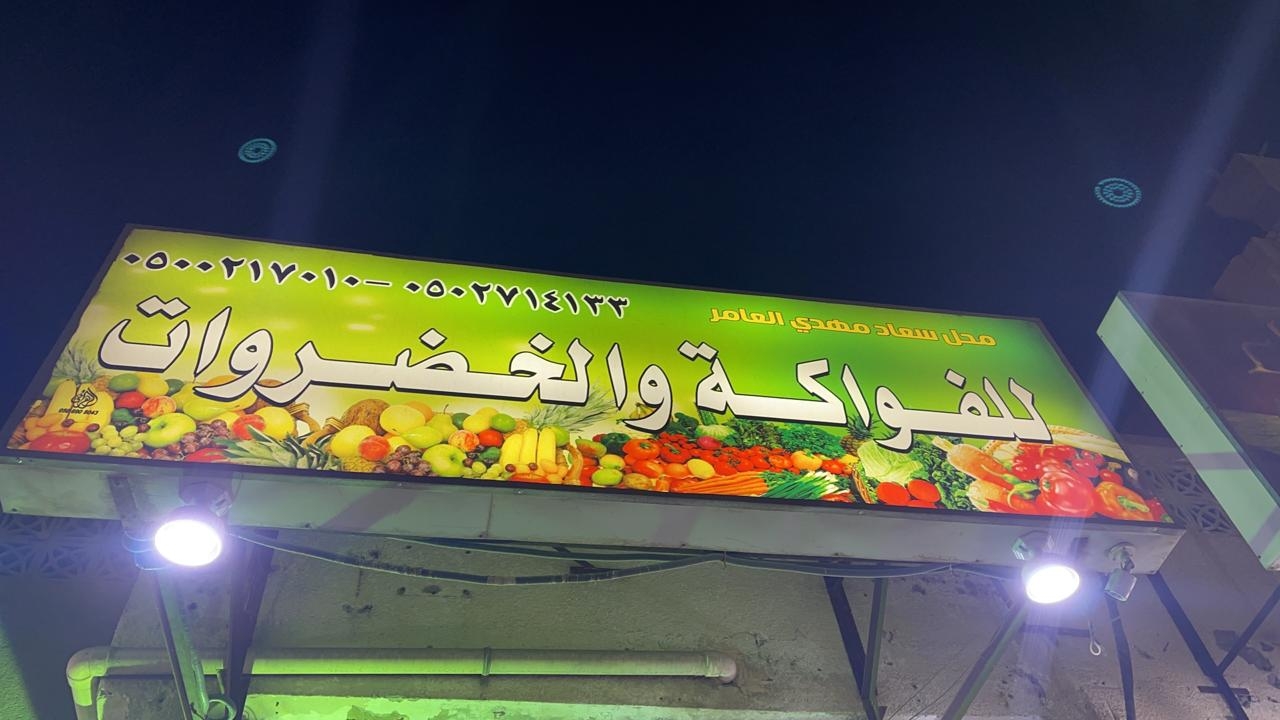 محل سعاد مهدي العامر
٠٥٠٠٢١٧٠١٠ – ٠٥٠٢٧١٤١٣٣
للفواكة والخضروات